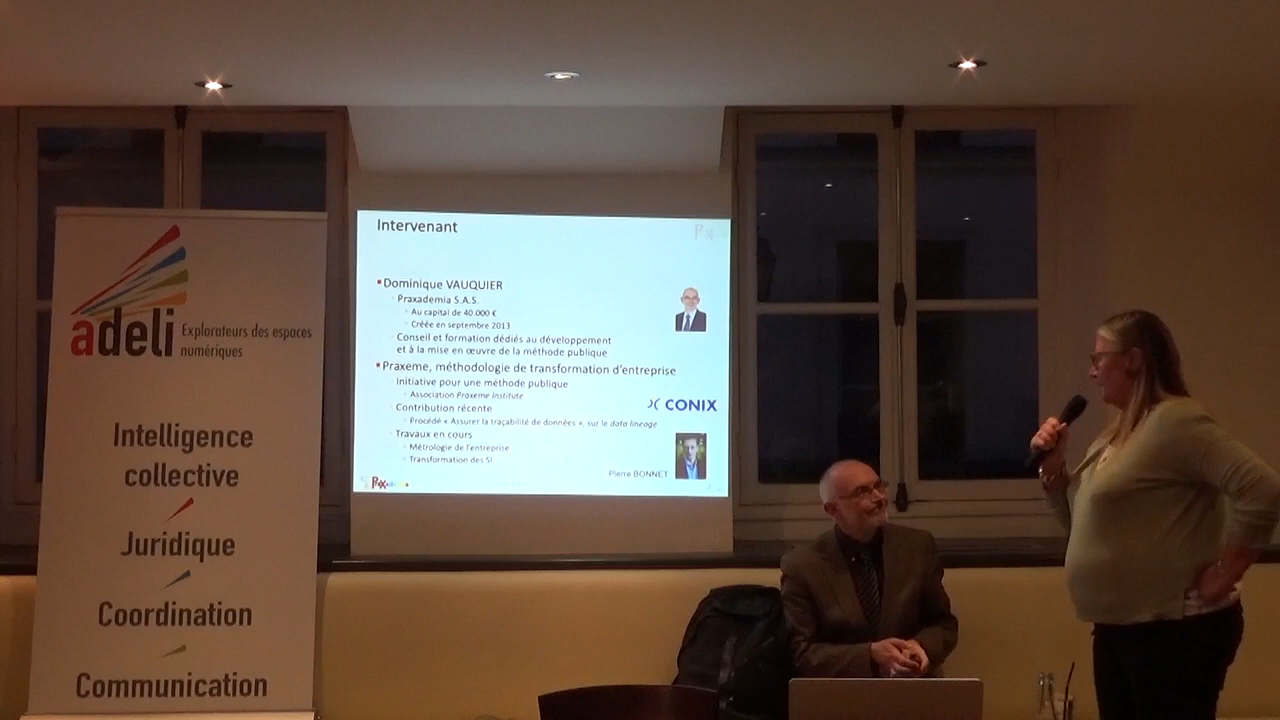 adeli
Explorateurs des espaces
numériques
Intelligence
collective
Juridique
Coordination
Communication
Intervenant
Dominique VAUQUIER
Praxademia S.A.S.
Au capital de 40.000 €
Créée en septembre 2013
Conseil et formation dédiés au développement
et à la mise en œuvre de la méthode publique
Praxeme, méthodologie de transformation d'entreprise
Initiative pour une méthode publique
Association Praxeme Institute
Contribution récente
CONIX
Procédé « Assurer la traçabilité de données », sur le data lineage
Travaux en cours
Métrologie de l'entreprise
Transformation des SI
Pierre BONNET